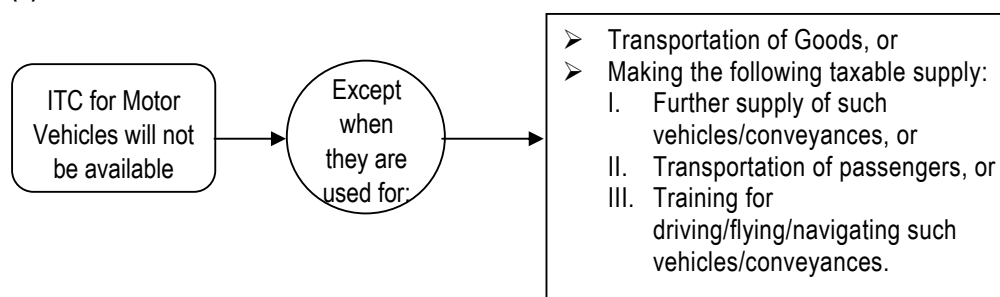 ITC for Motor
Vehicles will not
be available
Except
when
they are
used for:
➢ Transportation of Goods, or
➢ Making the following taxable supply:
I. Further supply of such
vehicles/conveyances, or
II. Transportation of passengers, or
III. Training for
driving/flying/navigating such
vehicles/conveyances.